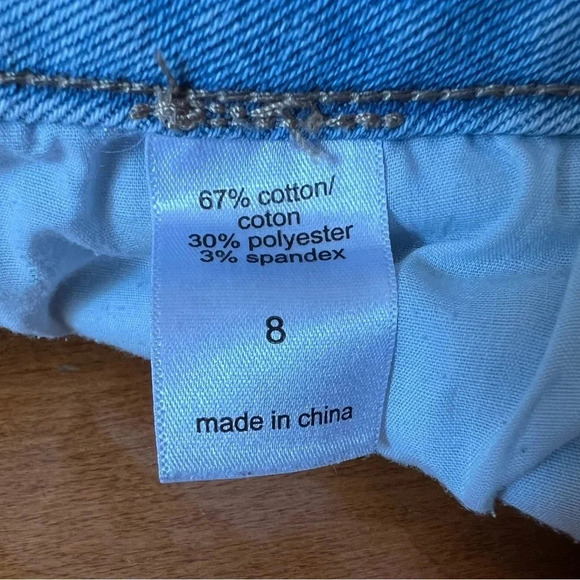 67% cotton/
coton
30% polyester
3% spandex
8
made in china